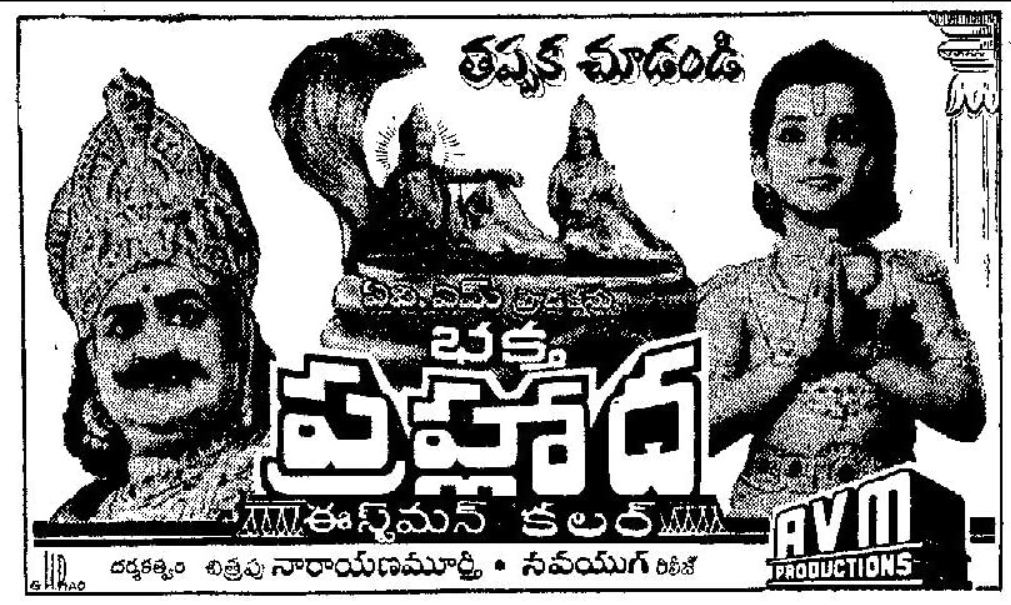 తప్పక చూడండి
ఏ.వి.ఎమ్ ప్రొడక్షన్సు
భక్త
ప్రహ్లాద
ఈస్ట్‌మన్ కలర్
దర్శకత్వం చిత్రపు నారాయణమూర్తి • నవయుగ రిలీజ్
AVM
PRODUCTIONS